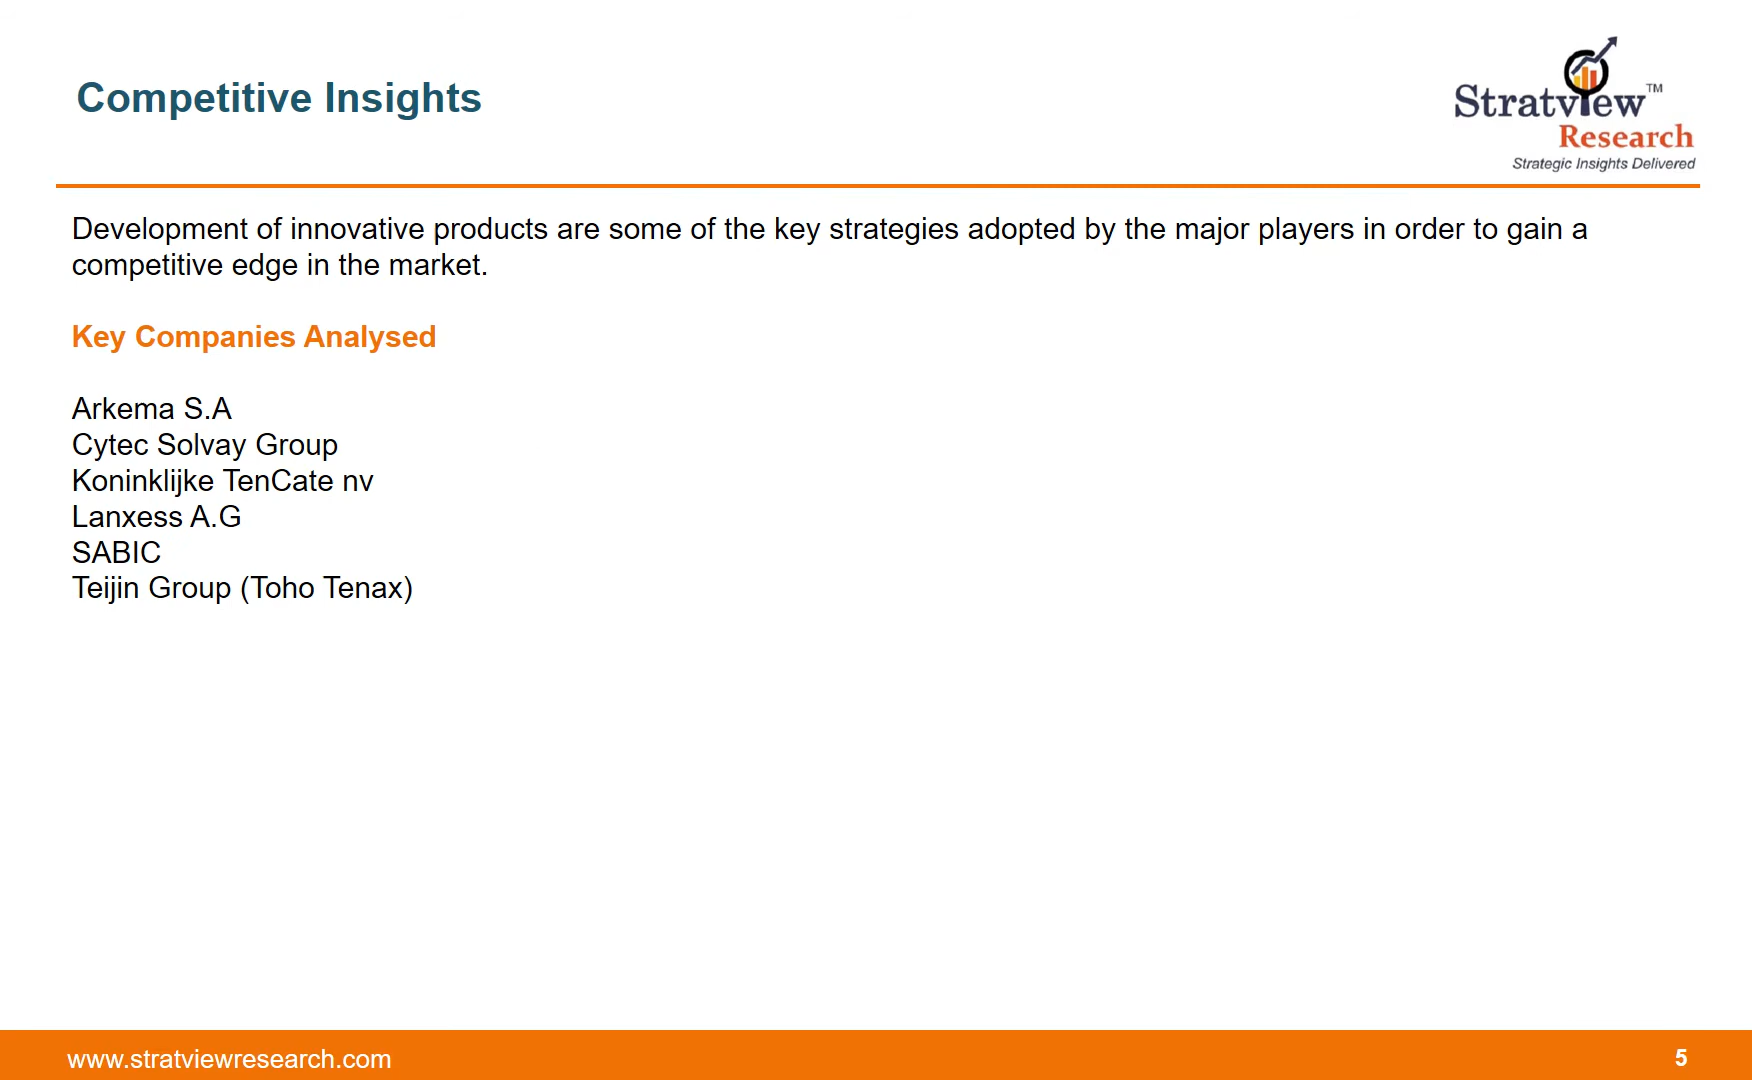 Competitive Insights
Stratview™
Research
Strategic Insights Delivered
Development of innovative products are some of the key strategies adopted by the major players in order to gain a
competitive edge in the market.
Key Companies Analysed
Arkema S.A
Cytec Solvay Group
Koninklijke TenCate nv
Lanxess A.G
SABIC
Teijin Group (Toho Tenax)
www.stratviewresearch.com
5